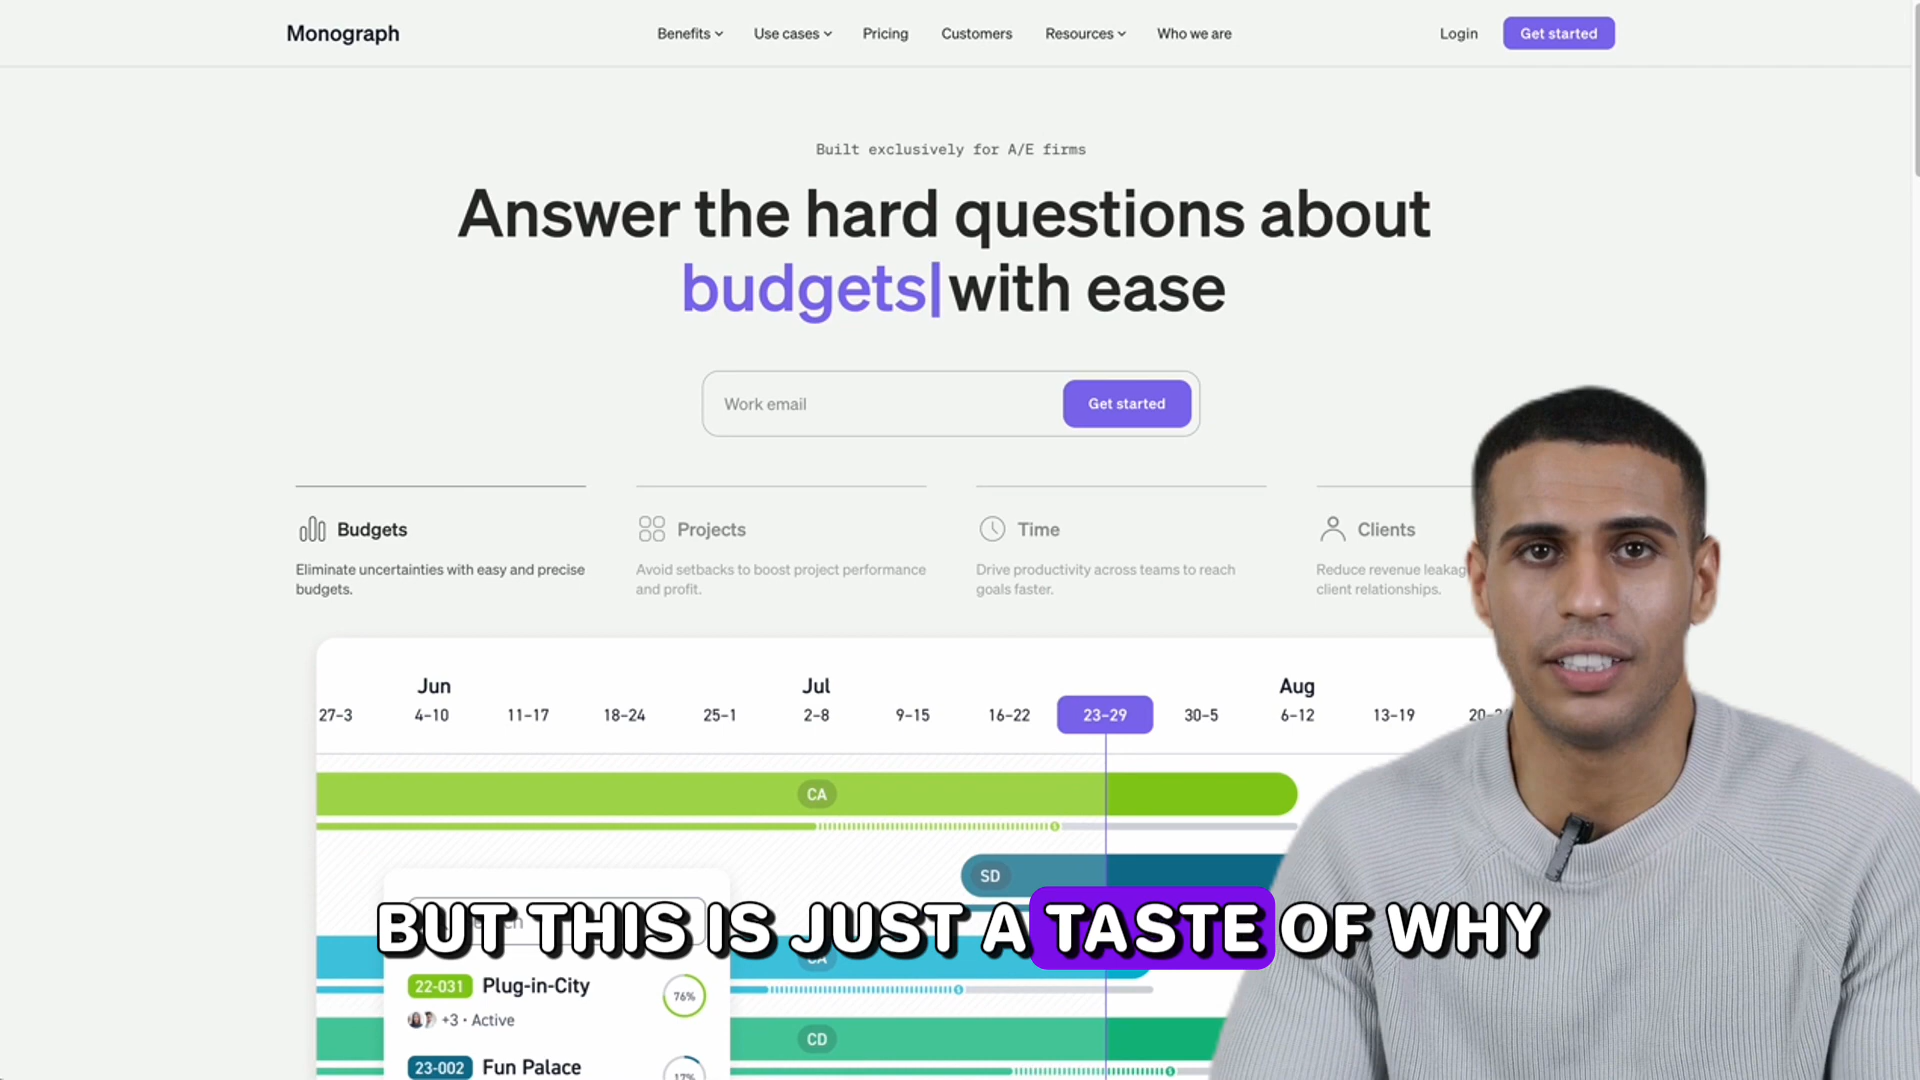 Monograph
Benefits
Use cases
Pricing
Customers
Resources
Who we are
Login
Get started
Built exclusively for A/E firms
Answer the hard questions about
budgets| with ease
Work email
Get started
Budgets
Eliminate uncertainties with easy and precise
budgets.
Projects
Avoid setbacks to boost project performance
and profit.
Time
Drive productivity across teams to reach
goals faster.
Clients
Reduce revenue
client relationships.
Jun
Jul
Aug
27–3
4–10
11–17
18–24
25–1
2–8
9–15
16–22
23–29
30–5
6–12
13–19
CA
SD
BUT THIS IS JUST A TASTE OF WHY
CA
22-031
Plug-in-City
76%
+3 • Active
CD
23-002
Fun Palace
17%